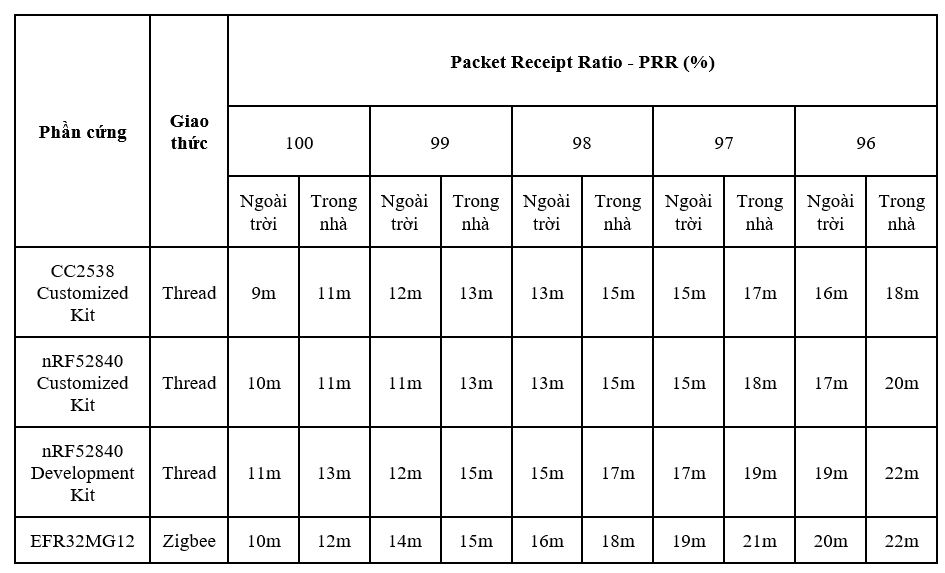 Phần cứng
Giao
thức
Packet Receipt Ratio - PRR (%)
100
99
98
97
96
Ngoài
trời
Trong
nhà
Ngoài
trời
Trong
nhà
Ngoài
trời
Trong
nhà
Ngoài
trời
Trong
nhà
Ngoài
trời
Trong
nhà
CC2538
Customized
Kit
Thread
9m
11m
12m
13m
13m
15m
15m
17m
16m
18m
nRF52840
Customized
Kit
Thread
10m
11m
11m
13m
13m
15m
15m
18m
17m
20m
nRF52840
Development
Kit
Thread
11m
13m
12m
15m
15m
17m
17m
19m
19m
22m
EFR32MG12
Zigbee
10m
12m
14m
15m
16m
18m
19m
21m
20m
22m